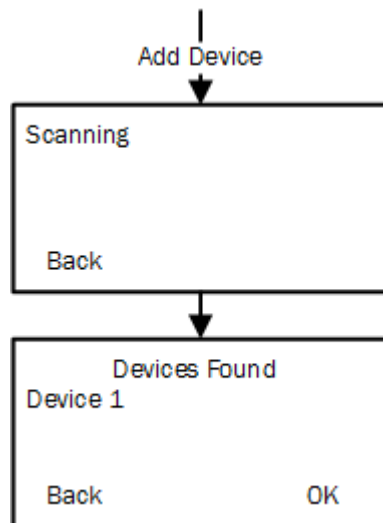 Add Device
Scanning
Back
Devices Found
Device 1
Back OK